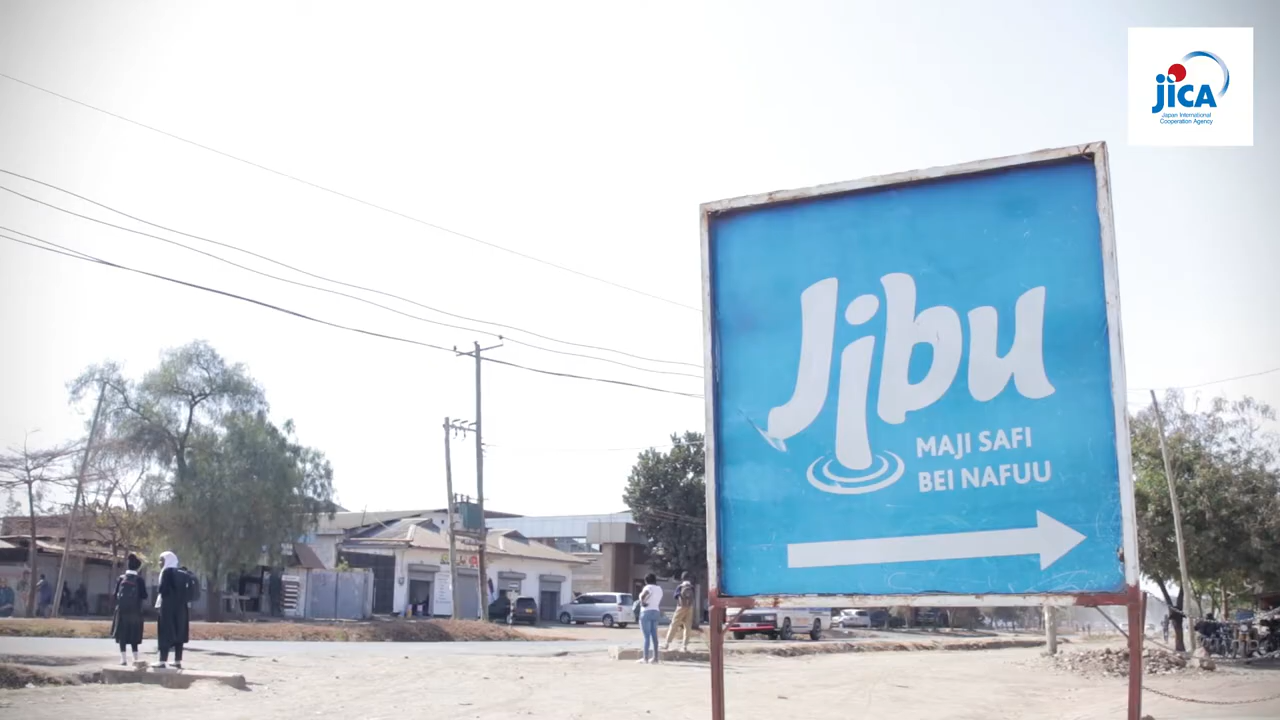 JICA
Japan International
Cooperation Agency
Jibu
MAJI SAFI
BEI NAFUU